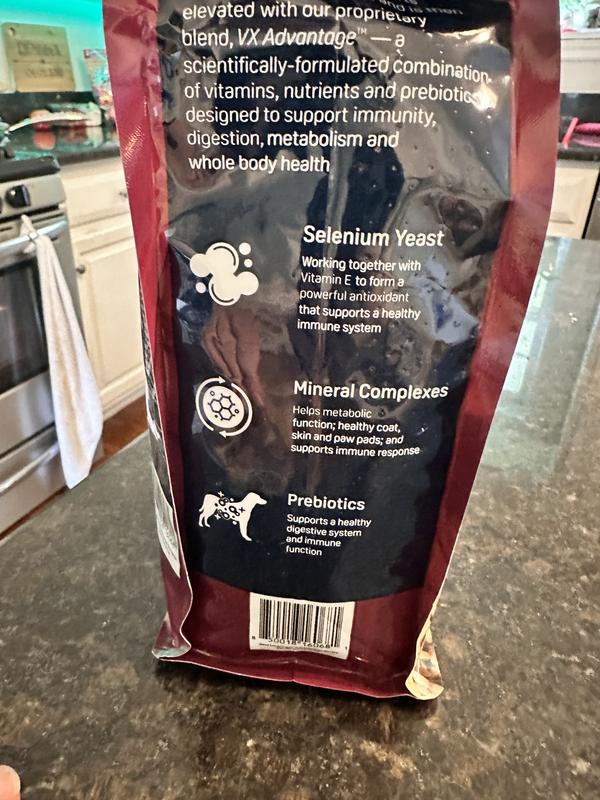 and is then
elevated with our proprietary
blend, VX Advantage™ — a
scientifically-formulated combination
of vitamins, nutrients and prebiotics
designed to support immunity,
digestion, metabolism and
whole body health
Selenium Yeast
Working together with
Vitamin E to form a
powerful antioxidant
that supports a healthy
immune system
Mineral Complexes
Helps metabolic
function; healthy coat,
skin and paw pads; and
supports immune response
Prebiotics
Supports a healthy
digestive system
and immune
function